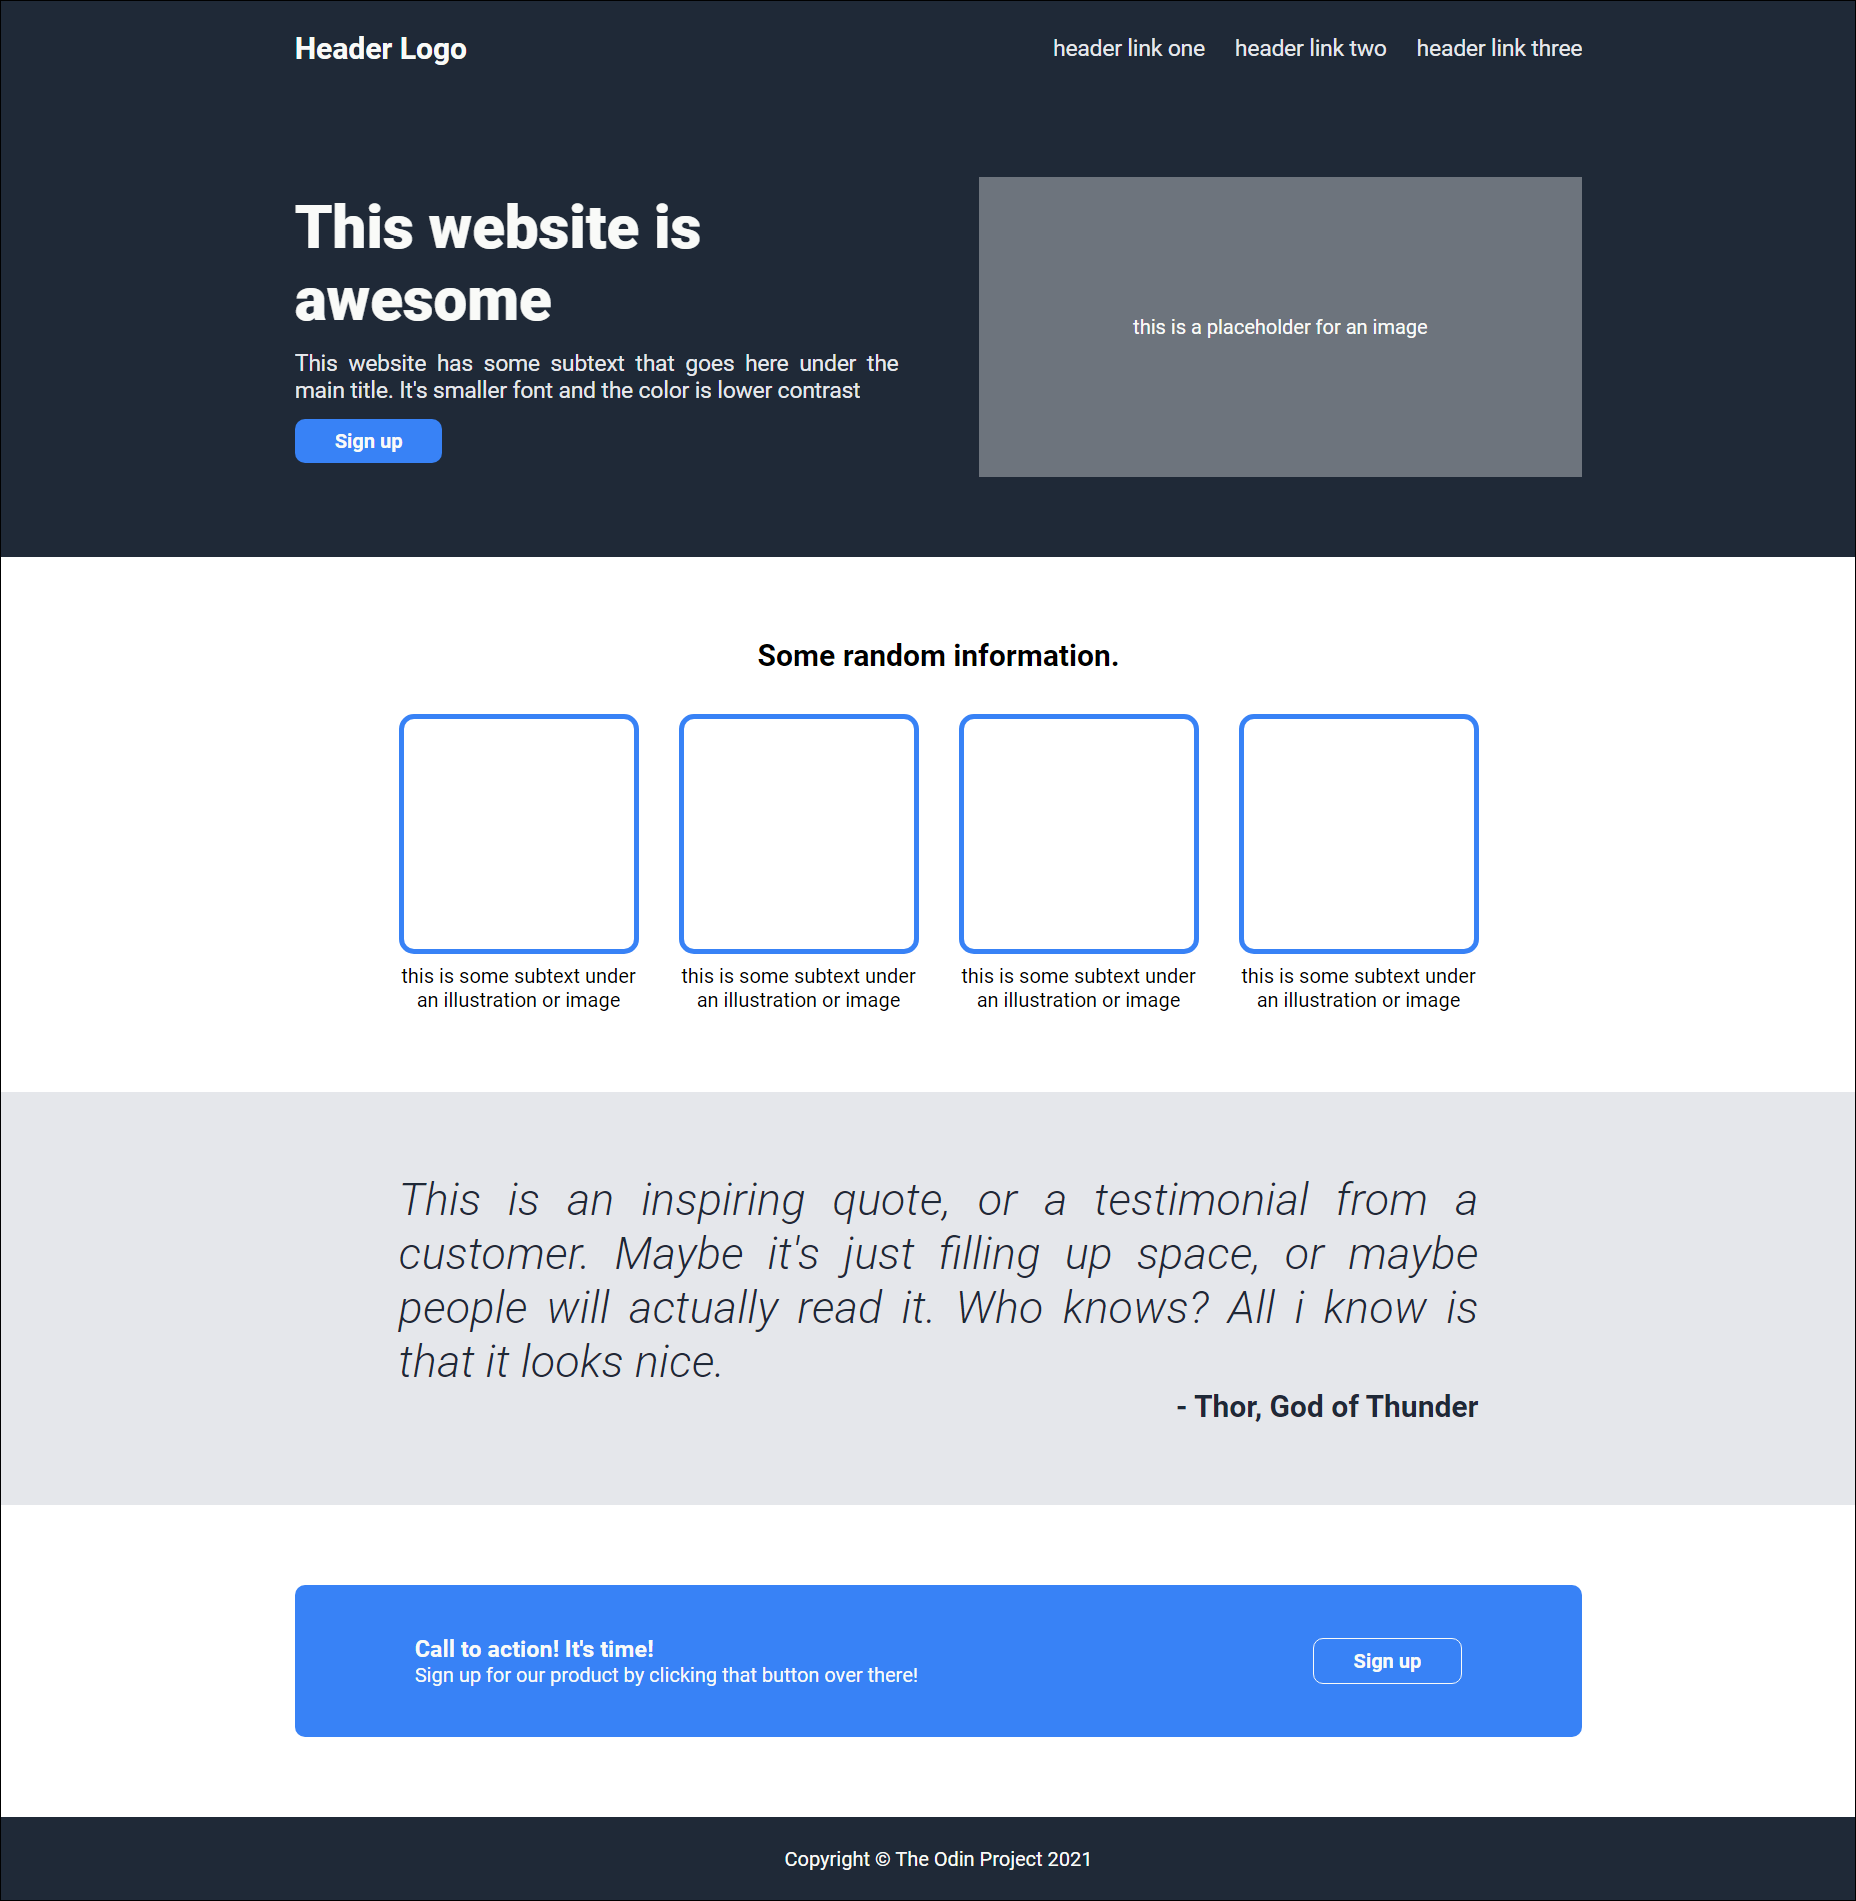 Header Logo
header link one header link two header link three
This website is
awesome
This website has some subtext that goes here under the
main title. It's smaller font and the color is lower contrast
Sign up
this is a placeholder for an image
Some random information.
this is some subtext under
an illustration or image
this is some subtext under
an illustration or image
this is some subtext under
an illustration or image
this is some subtext under
an illustration or image
This is an inspiring quote, or a testimonial from a
customer. Maybe it's just filling up space, or maybe
people will actually read it. Who knows? All i know is
that it looks nice.
- Thor, God of Thunder
Call to action! It's time!
Sign up for our product by clicking that button over there!
Sign up
Copyright © The Odin Project 2021